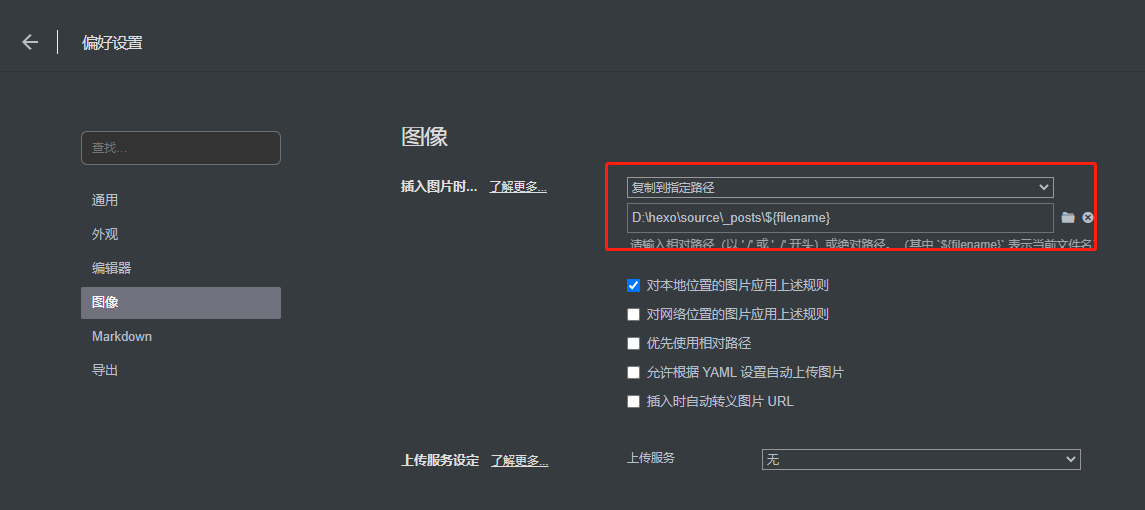 偏好设置
查找...
通用
外观
编辑器
图像
Markdown
导出
图像
插入图片时... 了解更多...
复制到指定路径
D:\hexo\source\_posts\${filename}
请输入相对路径（以 './' 或 '../' 开头）或绝对路径。（其中 `${filename}` 表示当前文件名
对本地位置的图片应用上述规则
对网络位置的图片应用上述规则
优先使用相对路径
允许根据 YAML 设置自动上传图片
插入时自动转义图片 URL
上传服务设定 了解更多...
上传服务 无